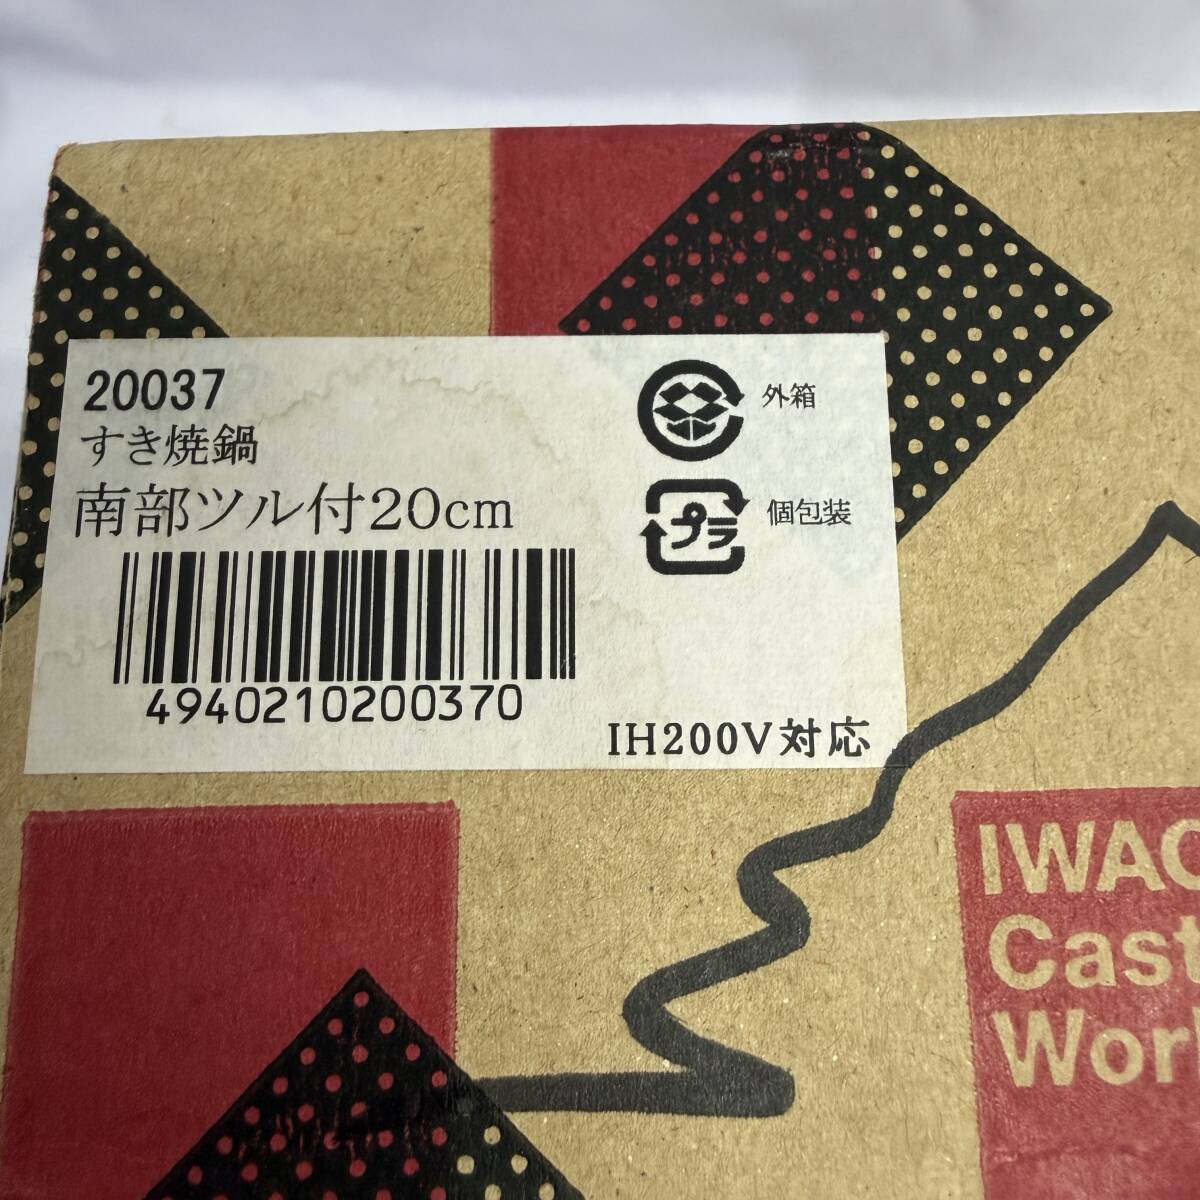 20037
すき焼鍋
南部ツル付20cm
4940210200370
外箱
プラ
個包装
IH200V対応
IWAC
Cast
Wor